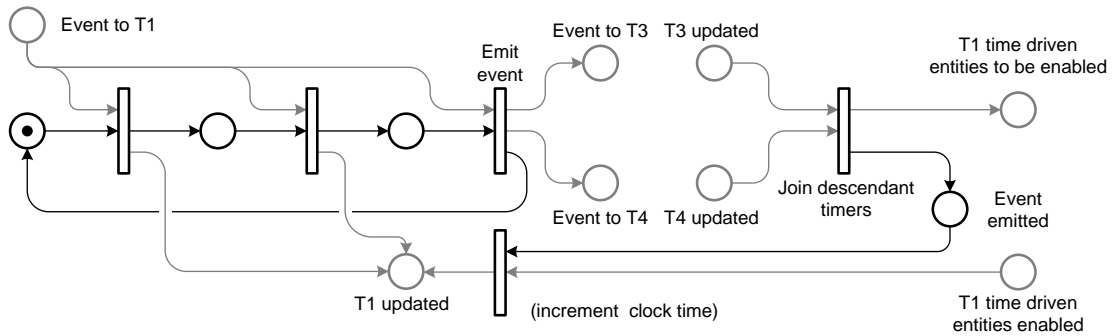 Event to T1
Emit
event
Event to T3
T3 updated
T1 time driven
entities to be enabled
Event to T4
T4 updated
Join descendant
timers
Event
emitted
T1 updated
(increment clock time)
T1 time driven
entities enabled